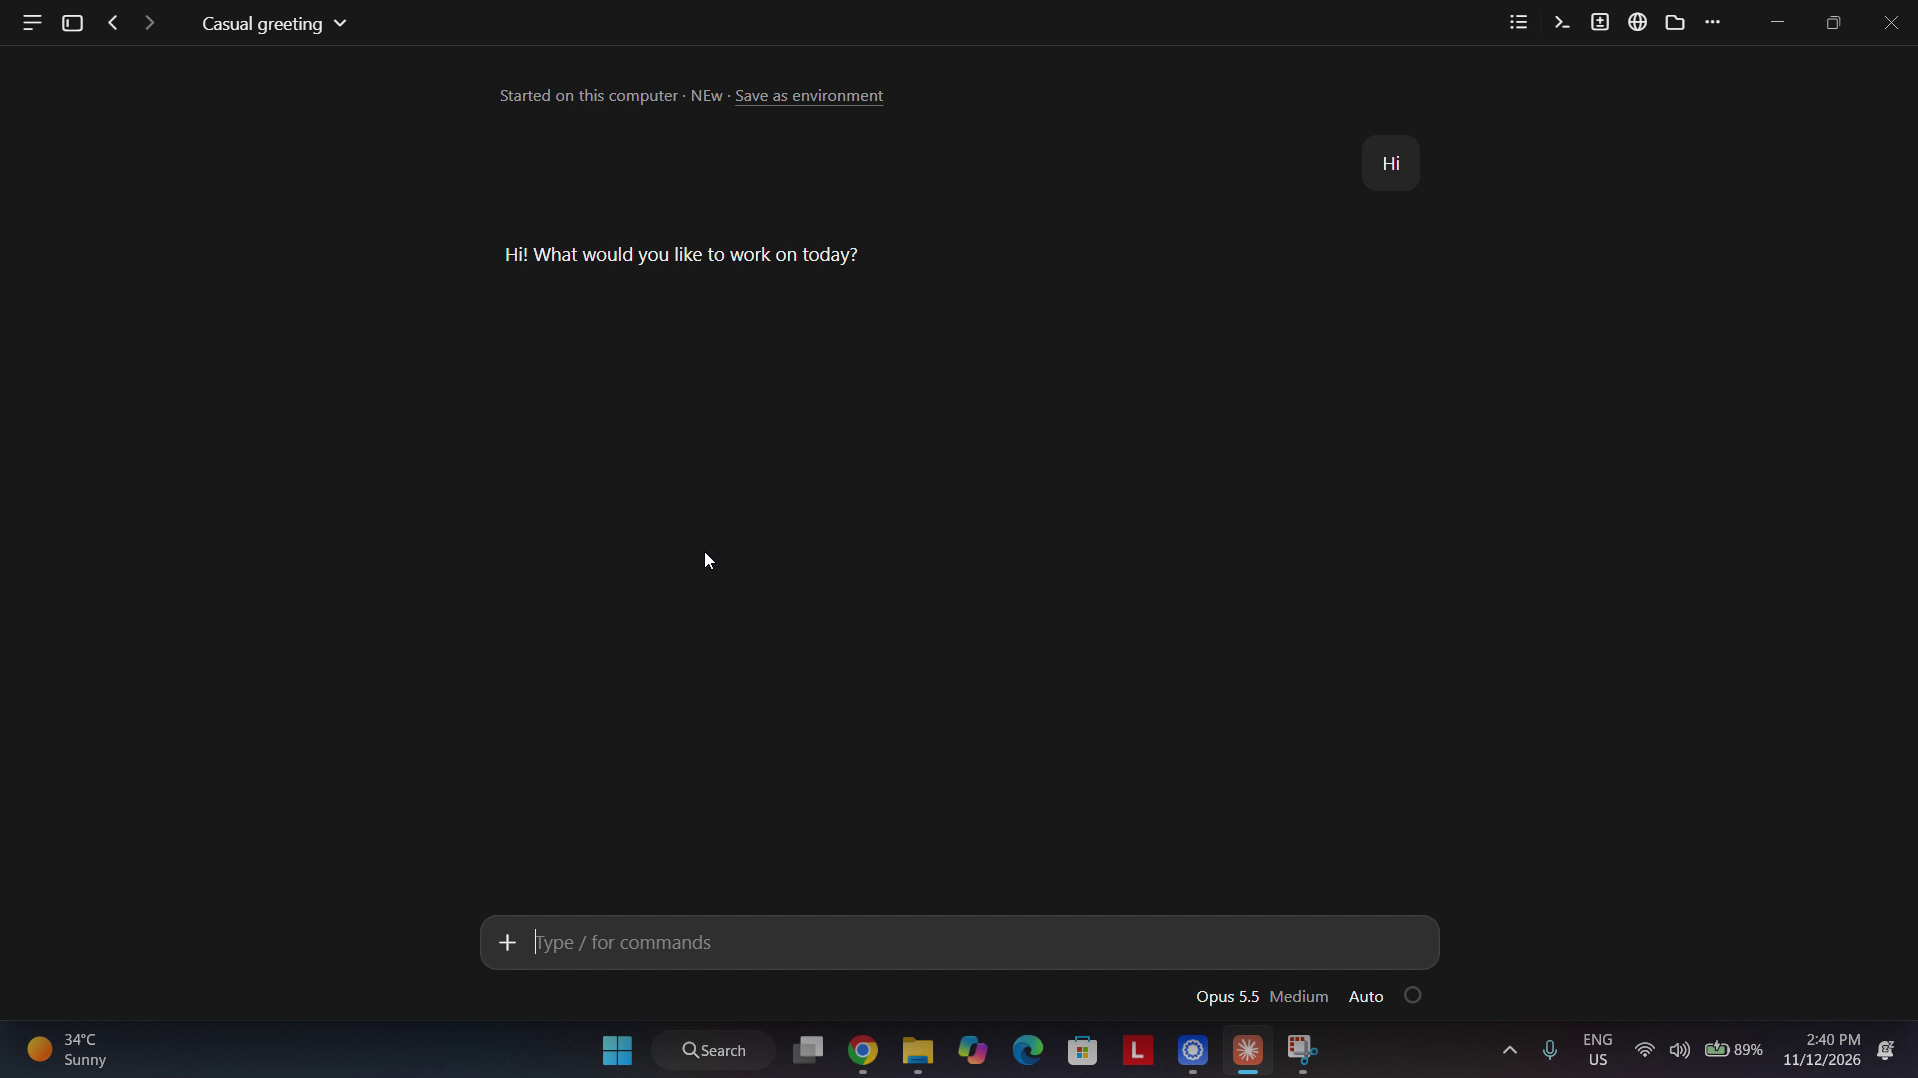 Casual greeting
Started on this computer · NEw · Save as environment
Hi
Hi! What would you like to work on today?
Type / for commands
Opus 5.5 Medium Auto
34°C
Sunny
Search
L
ENG
US
89%
2:40 PM
11/12/2026